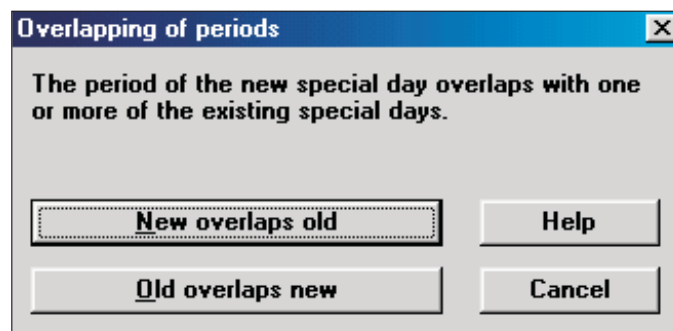 Overlapping of periods
The period of the new special day overlaps with one
or more of the existing special days.
New overlaps old
Help
Old overlaps new
Cancel